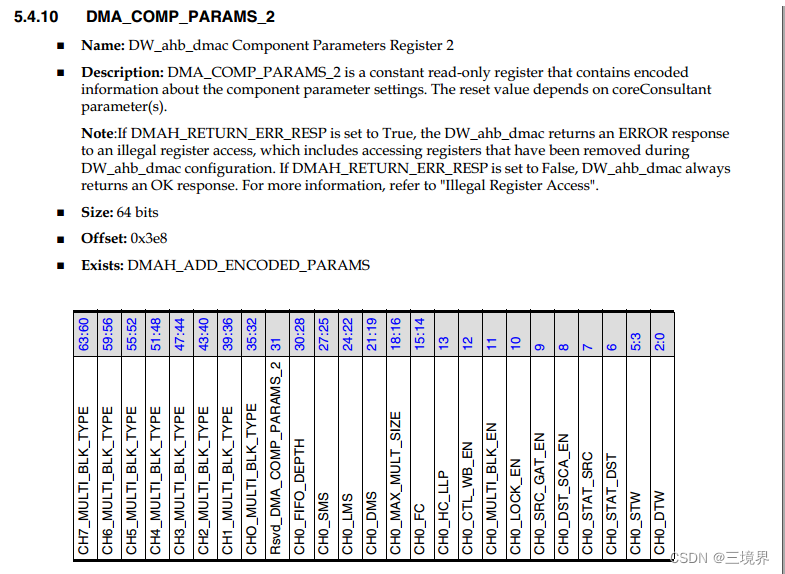 5.4.10 DMA_COMP_PARAMS_2
■ Name: DW_ahb_dmac Component Parameters Register 2
■ Description: DMA_COMP_PARAMS_2 is a constant read-only register that contains encoded
information about the component parameter settings. The reset value depends on coreConsultant
parameter(s).
Note:If DMAH_RETURN_ERR_RESP is set to True, the DW_ahb_dmac returns an ERROR response
to an illegal register access, which includes accessing registers that have been removed during
DW_ahb_dmac configuration. If DMAH_RETURN_ERR_RESP is set to False, DW_ahb_dmac always
returns an OK response. For more information, refer to "Illegal Register Access".
■ Size: 64 bits
■ Offset: 0x3e8
■ Exists: DMAH_ADD_ENCODED_PARAMS
63:60 CH7_MULTI_BLK_TYPE
59:56 CH6_MULTI_BLK_TYPE
55:52 CH5_MULTI_BLK_TYPE
51:48 CH4_MULTI_BLK_TYPE
47:44 CH3_MULTI_BLK_TYPE
43:40 CH2_MULTI_BLK_TYPE
39:36 CH1_MULTI_BLK_TYPE
35:32 CHO_MULTI_BLK_TYPE
31 Rsvd_DMA_COMP_PARAMS_2
30:28 CH0_FIFO_DEPTH
27:25 CH0_SMS
24:22 CH0_LMS
21:19 CH0_DMS
18:16 CH0_MAX_MULT_SIZE
15:14 CH0_FC
13 CH0_HC_LLP
12 CH0_CTL_WB_EN
11 CH0_MULTI_BLK_EN
10 CH0_LOCK_EN
9 CH0_SRC_GAT_EN
8 CH0_DST_SCA_EN
7 CH0_STAT_SRC
6 CH0_STAT_DST
5:3 CH0_STW
2:0 CH0_DTW
CSDN @三境界